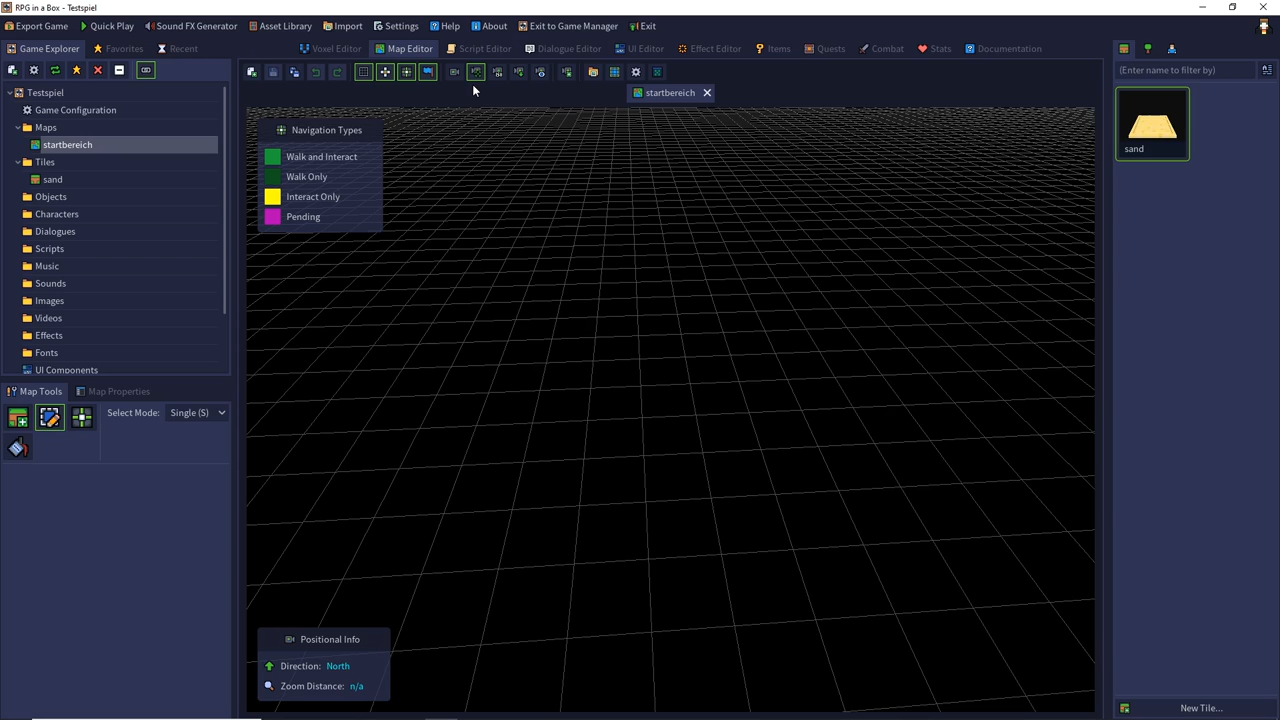 RPG in a Box - Testspiel
Export Game Quick Play Sound FX Generator Asset Library Import Settings Help About Exit to Game Manager Exit
Game Explorer Favorites Recent
Voxel Editor Map Editor Script Editor Dialogue Editor UI Editor Effect Editor Items Quests Combat Stats Documentation
(Enter name to filter by)
startbereich
Testspiel
Game Configuration
Maps
startbereich
Tiles
sand
Objects
Characters
Dialogues
Scripts
Music
Sounds
Images
Videos
Effects
Fonts
UI Components
Navigation Types
Walk and Interact
Walk Only
Interact Only
Pending
sand
Map Tools Map Properties
Select Mode: Single (S)
Positional Info
Direction: North
Zoom Distance: n/a
New Tile...